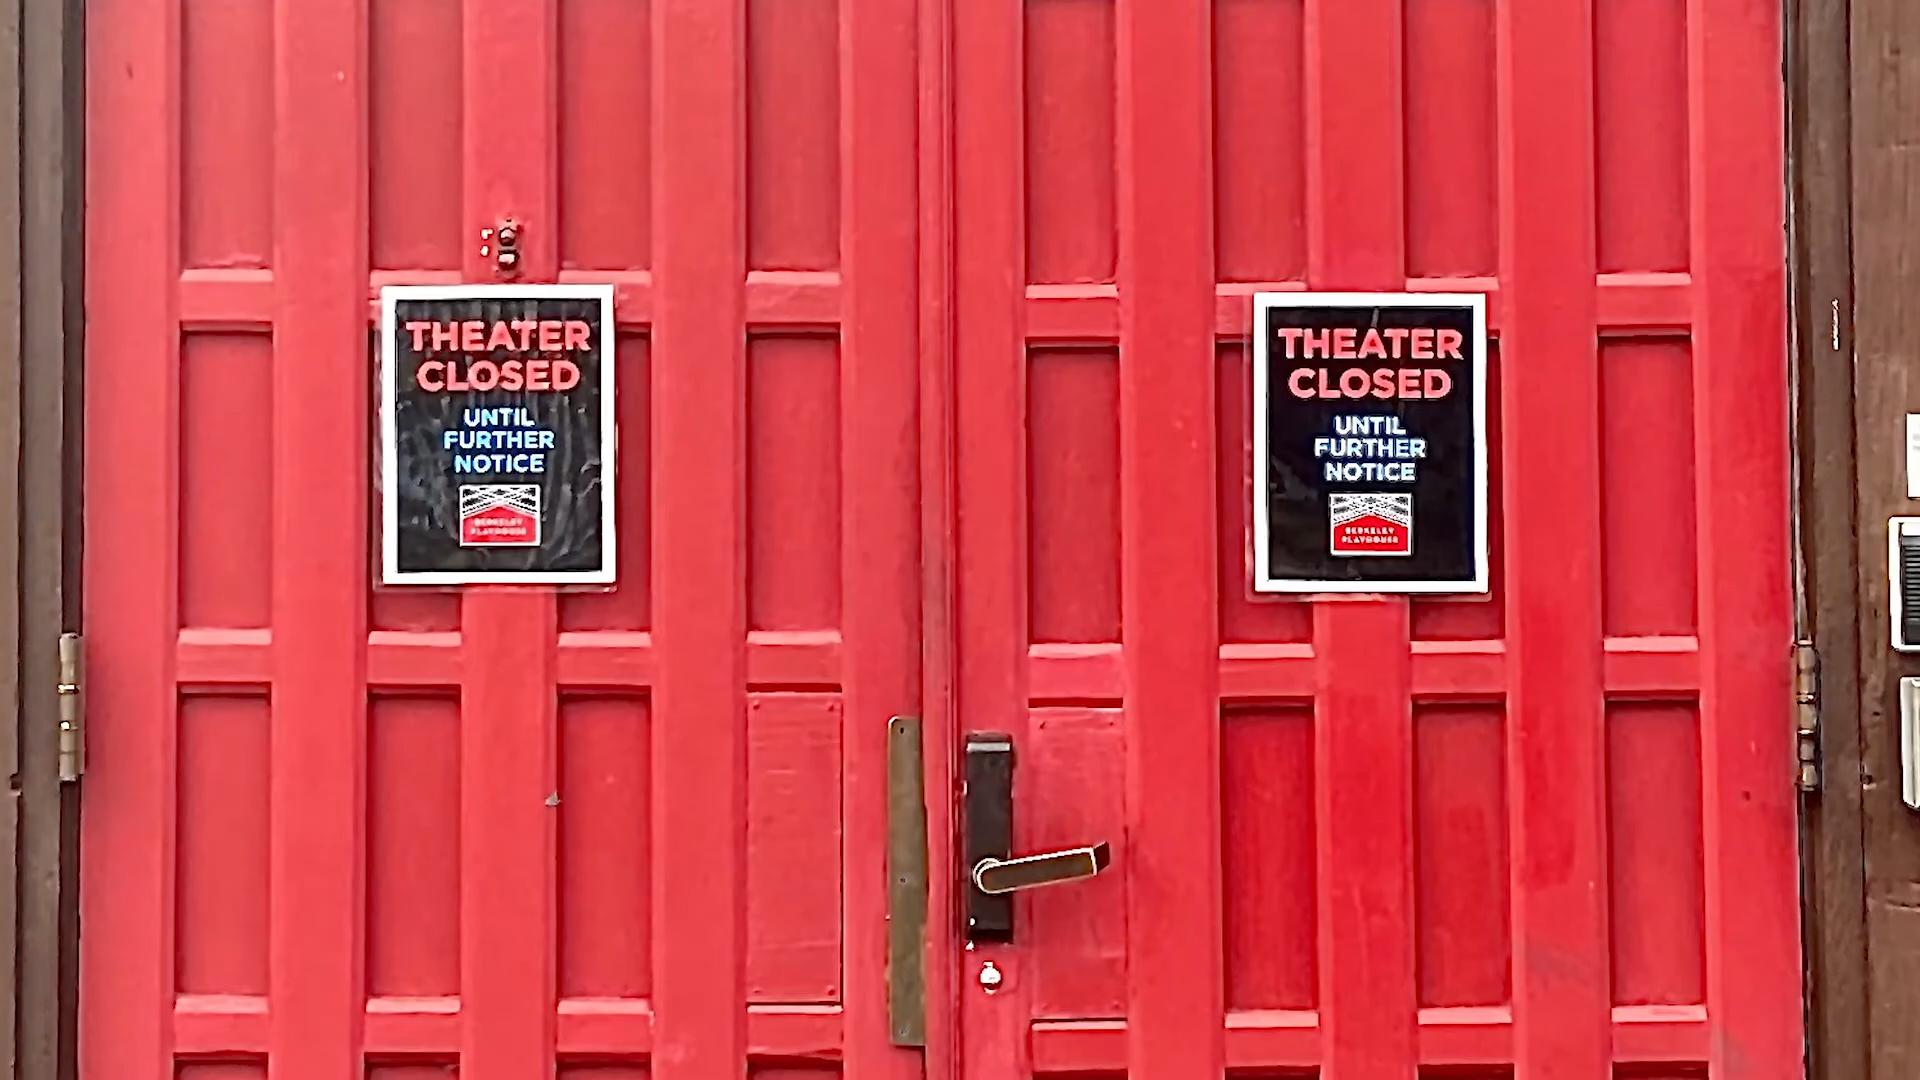 THEATER
CLOSED
UNTIL
FURTHER
NOTICE
BERKELEY
PLAYHOUSE
THEATER
CLOSED
UNTIL
FURTHER
NOTICE
BERKELEY
PLAYHOUSE